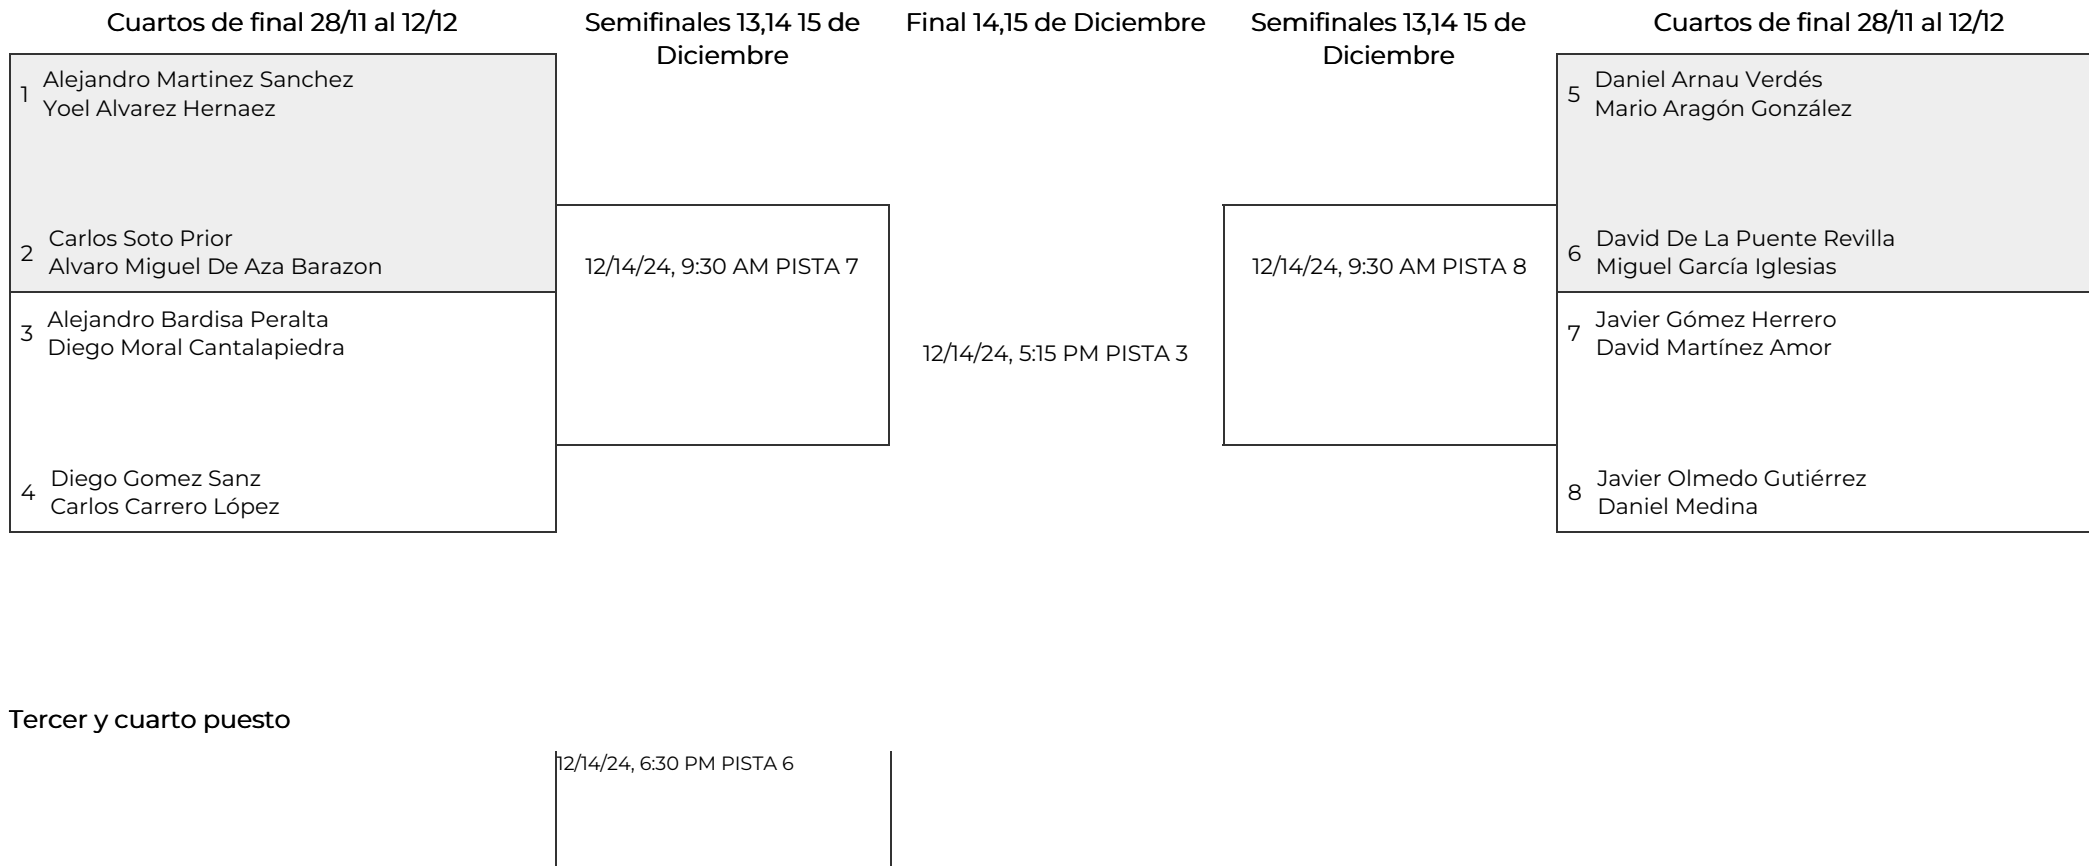 Cuartos de final 28/11 al 12/12
Semifinales 13,14 15 de
Diciembre
Final 14,15 de Diciembre
Semifinales 13,14 15 de
Diciembre
Cuartos de final 28/11 al 12/12
1 Alejandro Martinez Sanchez
Yoel Alvarez Hernaez
2 Carlos Soto Prior
Alvaro Miguel De Aza Barazon
3 Alejandro Bardisa Peralta
Diego Moral Cantalapiedra
4 Diego Gomez Sanz
Carlos Carrero López
12/14/24, 9:30 AM PISTA 7
12/14/24, 5:15 PM PISTA 3
12/14/24, 9:30 AM PISTA 8
5 Daniel Arnau Verdés
Mario Aragón González
6 David De La Puente Revilla
Miguel García Iglesias
7 Javier Gómez Herrero
David Martínez Amor
8 Javier Olmedo Gutiérrez
Daniel Medina
Tercer y cuarto puesto
12/14/24, 6:30 PM PISTA 6